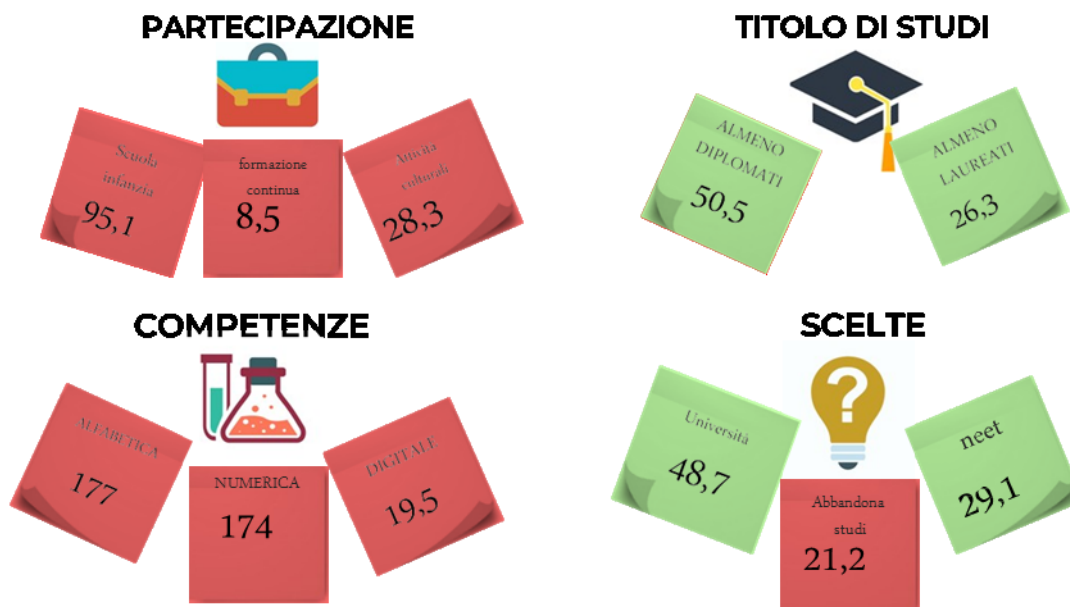 PARTECIPAZIONE
Scuola
infanzia
95,1
formazione
continua
8,5
Attività
culturali
28,3
TITOLO DI STUDI
ALMENO
DIPLOMATI
50,5
ALMENO
LAUREATI
26,3
COMPETENZE
ALFABETICA
177
NUMERICA
174
DIGITALE
19,5
SCELTE
Università
48,7
?
Abbandona
studi
21,2
neet
29,1